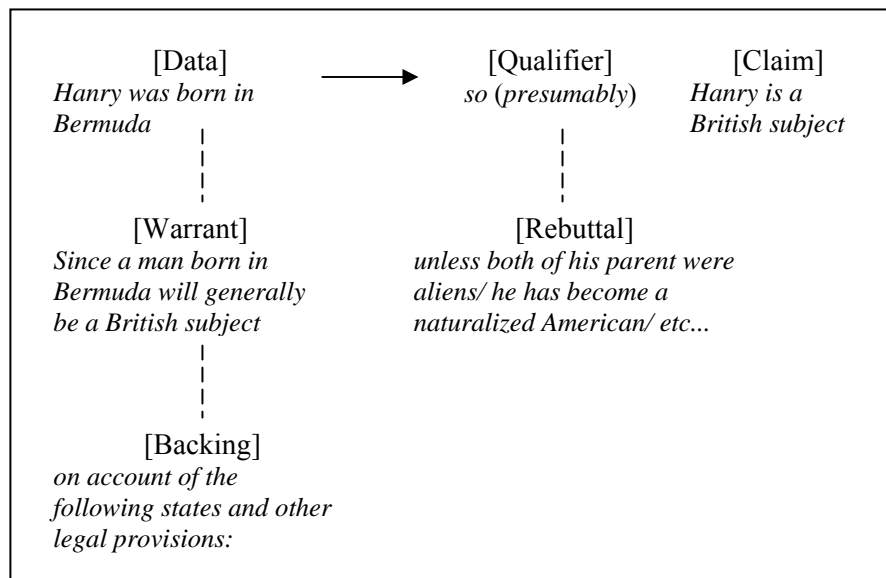 [Data]
Hanry was born in
Bermuda
[Qualifier]
so (presumably)
[Claim]
Hanry is a
British subject
[Warrant]
Since a man born in
Bermuda will generally
be a British subject
[Rebuttal]
unless both of his parent were
aliens/ he has become a
naturalized American/ etc...
[Backing]
on account of the
following states and other
legal provisions: